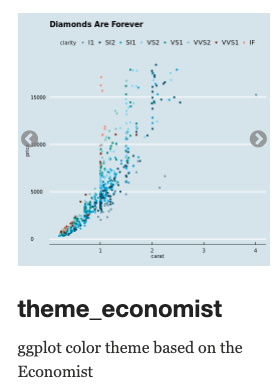 Diamonds Are Forever
clarity I1 SI2 SI1 VS2 VS1 VVS2 VVS1 IF
15000
10000
5000
0
price
1 2 3 4
carat
theme_economist
ggplot color theme based on the
Economist